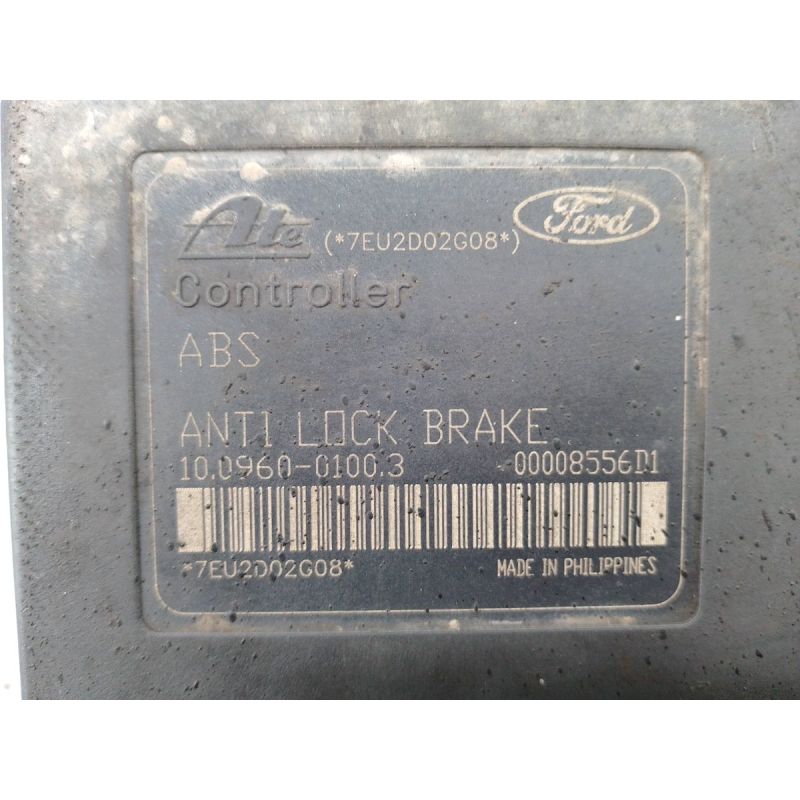 Ate (*7EU2D02G08*) Ford
Controller
ABS
ANTI LOCK BRAKE
10.0960-0100.3 00008556D1
*7EU2D02G08* MADE IN PHILIPPINES